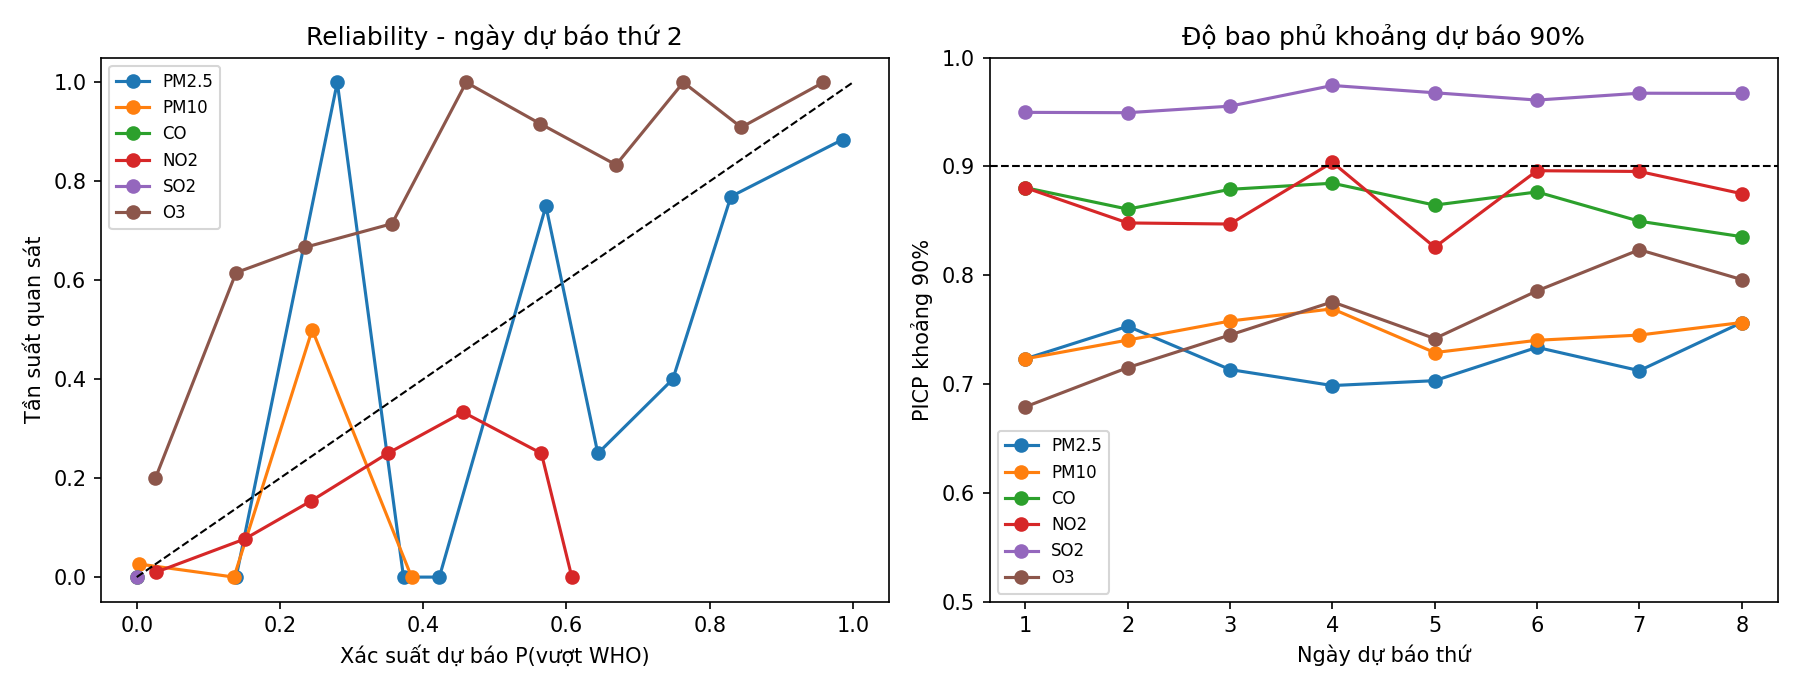 Reliability - ngày dự báo thứ 2
Tần suất quan sát
1.0
0.8
0.6
0.4
0.2
0.0
PM2.5
PM10
CO
NO2
SO2
O3
0.0 0.2 0.4 0.6 0.8 1.0
Xác suất dự báo P(vượt WHO)
Độ bao phủ khoảng dự báo 90%
PICP khoảng 90%
1.0
0.9
0.8
0.7
0.6
0.5
PM2.5
PM10
CO
NO2
SO2
O3
1 2 3 4 5 6 7 8
Ngày dự báo thứ